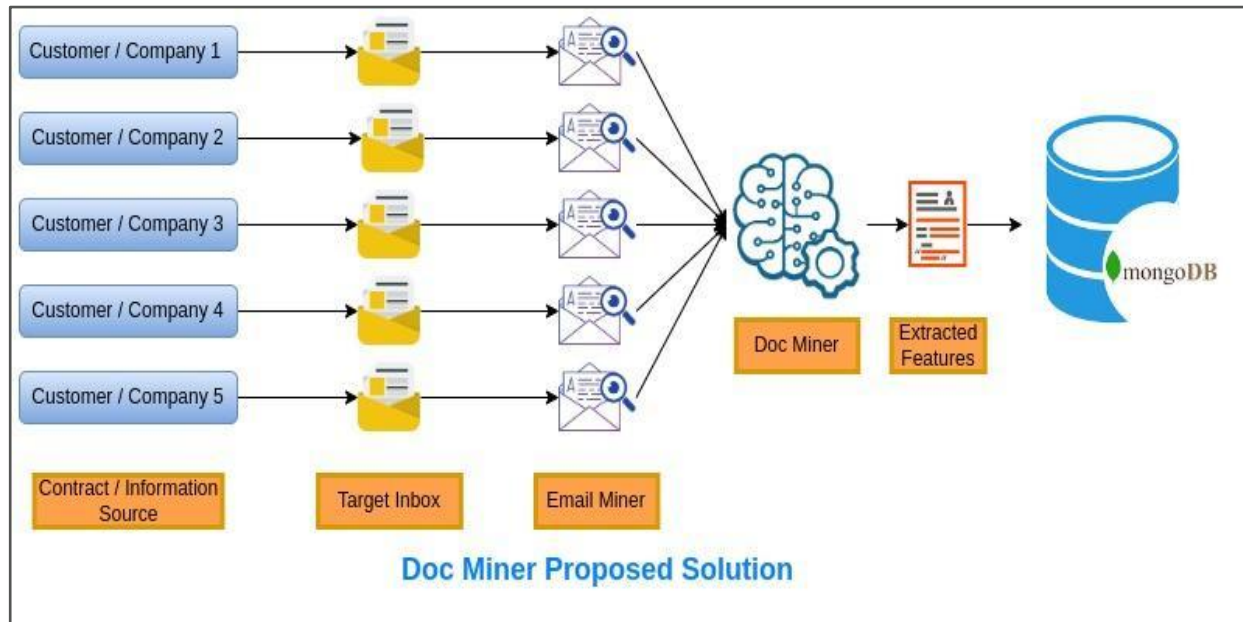 Customer / Company 1
Customer / Company 2
Customer / Company 3
Customer / Company 4
Customer / Company 5
mongoDB
Doc Miner
Extracted
Features
Contract / Information
Source
Target Inbox
Email Miner
Doc Miner Proposed Solution